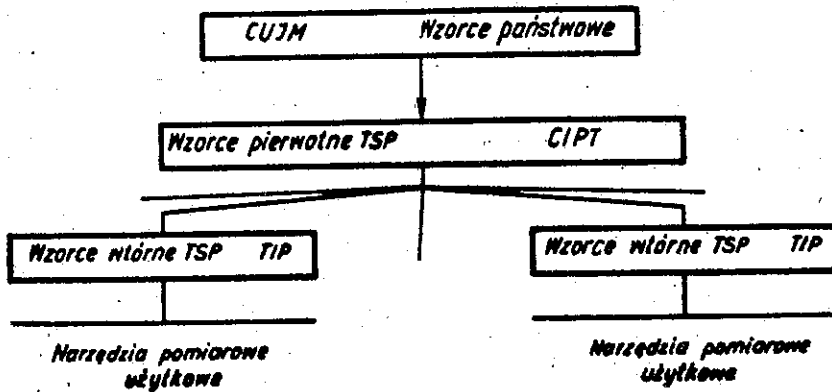 CUJM Wzorce państwowe
Wzorce pierwotne TSP CIPT
Wzorce wtórne TSP TIP
Wzorce wtórne TSP TIP
Narzędzia pomiarowe
użytkowe
Narzędzia pomiarowe
użytkowe